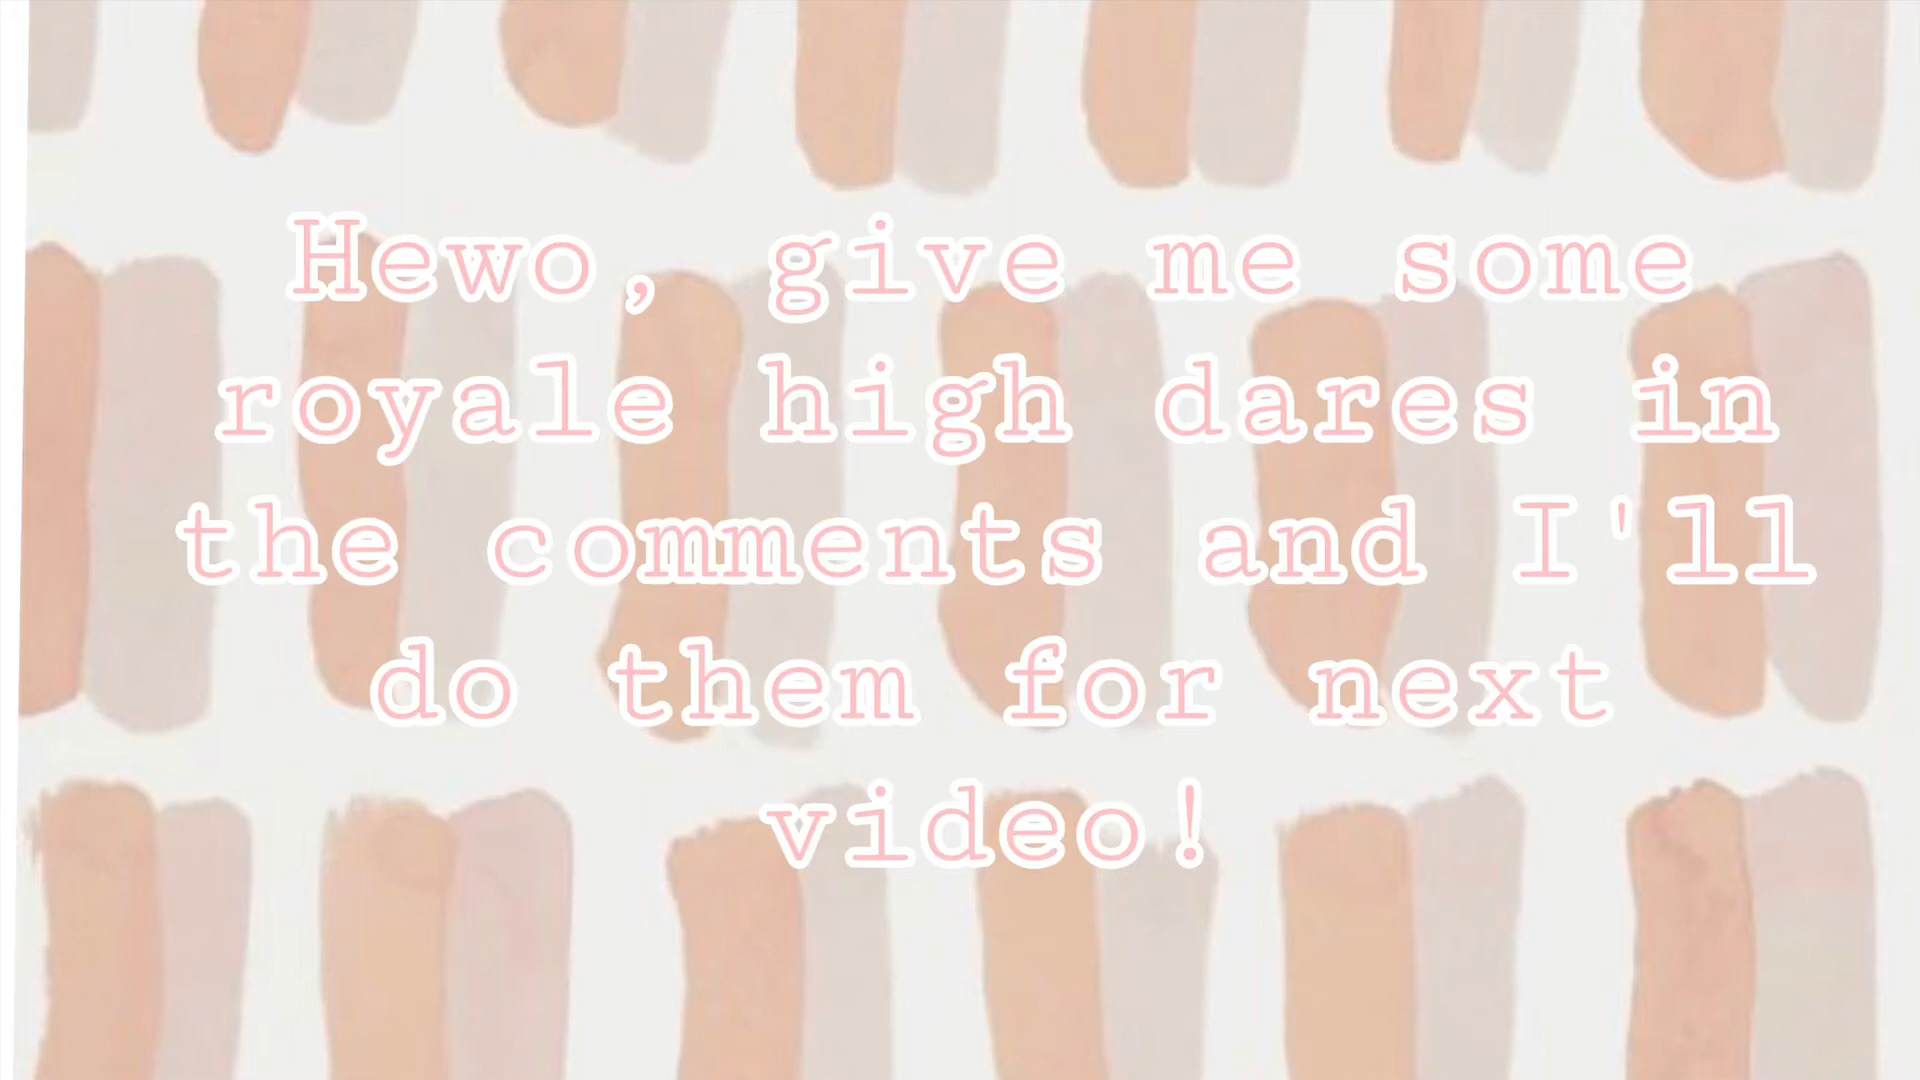 Hewo, give me some
royale high dares in
the comments and I'll
do them for next
video!